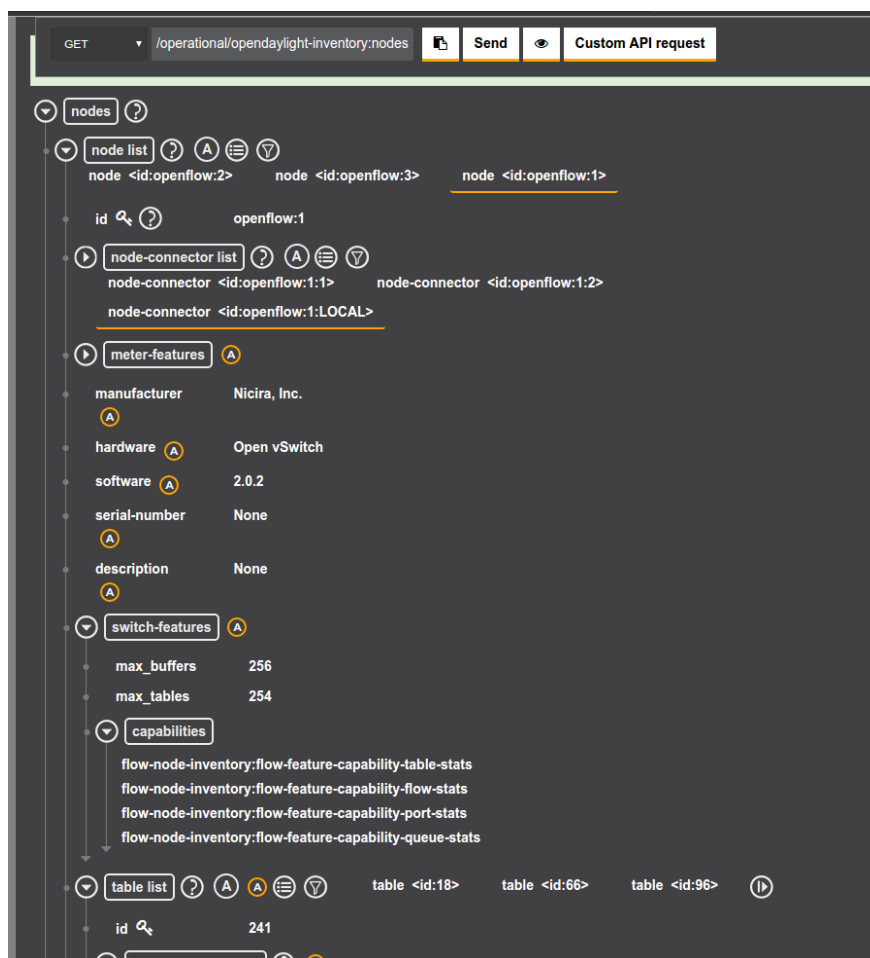 GET /operational/opendaylight-inventory:nodes Send Custom API request
nodes ?
node list ? A
node <id:openflow:2> node <id:openflow:3> node <id:openflow:1>
id ? openflow:1
node-connector list ? A
node-connector <id:openflow:1:1> node-connector <id:openflow:1:2>
node-connector <id:openflow:1:LOCAL>
meter-features A
manufacturer Nicira, Inc.
A
hardware A Open vSwitch
software A 2.0.2
serial-number None
A
description None
A
switch-features A
max_buffers 256
max_tables 254
capabilities
flow-node-inventory:flow-feature-capability-table-stats
flow-node-inventory:flow-feature-capability-flow-stats
flow-node-inventory:flow-feature-capability-port-stats
flow-node-inventory:flow-feature-capability-queue-stats
table list ? A A table <id:18> table <id:66> table <id:96>
id 241